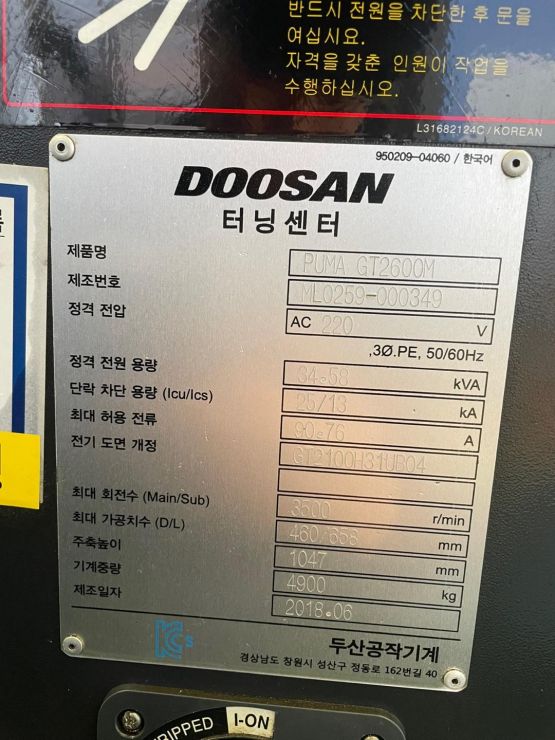 반드시 전원을 차단한 후 문을
여십시요.
자격을 갖춘 인원이 작업을
수행하십시오.
L31682124C / KOREAN
950209-04060 / 한국어
DOOSAN
터닝센터
제품명 PUMA GT2600M
제조번호 ML0259-000349
정격 전압 AC 220 V
,3Ø.PE, 50/60Hz
정격 전원 용량 34.58 kVA
단락 차단 용량 (Icu/Ics) 25/13 kA
최대 허용 전류 90.76 A
전기 도면 개정 GT2100H31UB04
최대 회전수 (Main/Sub) 3500 r/min
최대 가공치수 (D/L) 460/658 mm
주축높이 1047 mm
기계중량 4900 kg
제조일자 2018.06
KC s
두산공작기계
경상남도 창원시 성산구 정동로 162번길 40
TRIPPED I-ON